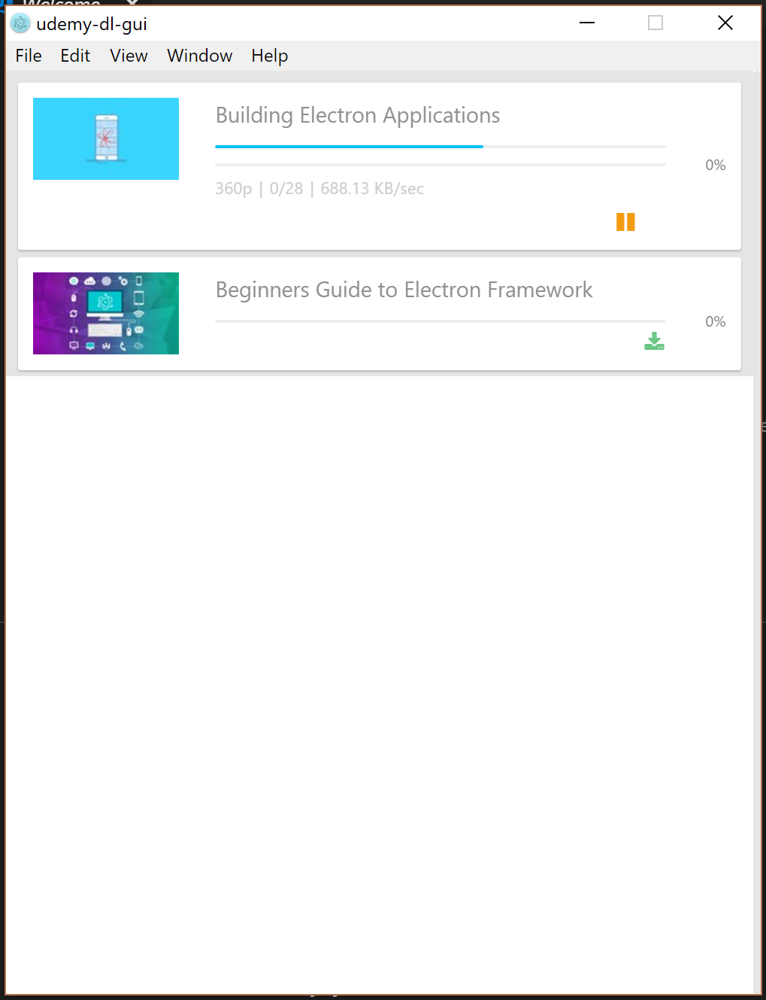 Welcome
udemy-dl-gui
File Edit View Window Help
Building Electron Applications
0%
360p | 0/28 | 688.13 KB/sec
Beginners Guide to Electron Framework
0%